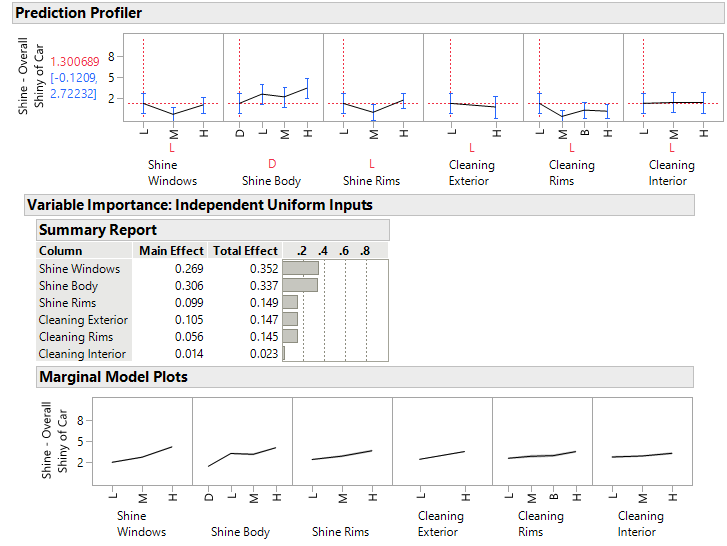 Prediction Profiler
Shine - Overall
Shiny of Car
1.300689
[-0.1209,
2.72232]
8
5
2
L M H D L M H L M H L H L M B H L M H
L D L L L L
Shine Windows Shine Body Shine Rims Cleaning Exterior Cleaning Rims Cleaning Interior
Variable Importance: Independent Uniform Inputs
Summary Report
Column Main Effect Total Effect .2 .4 .6 .8
Shine Windows 0.269 0.352
Shine Body 0.306 0.337
Shine Rims 0.099 0.149
Cleaning Exterior 0.105 0.147
Cleaning Rims 0.056 0.145
Cleaning Interior 0.014 0.023
Marginal Model Plots
Shine - Overall
Shiny of Car
8
5
2
L M H D L M H L M H L H L M B H L M H
Shine Windows Shine Body Shine Rims Cleaning Exterior Cleaning Rims Cleaning Interior